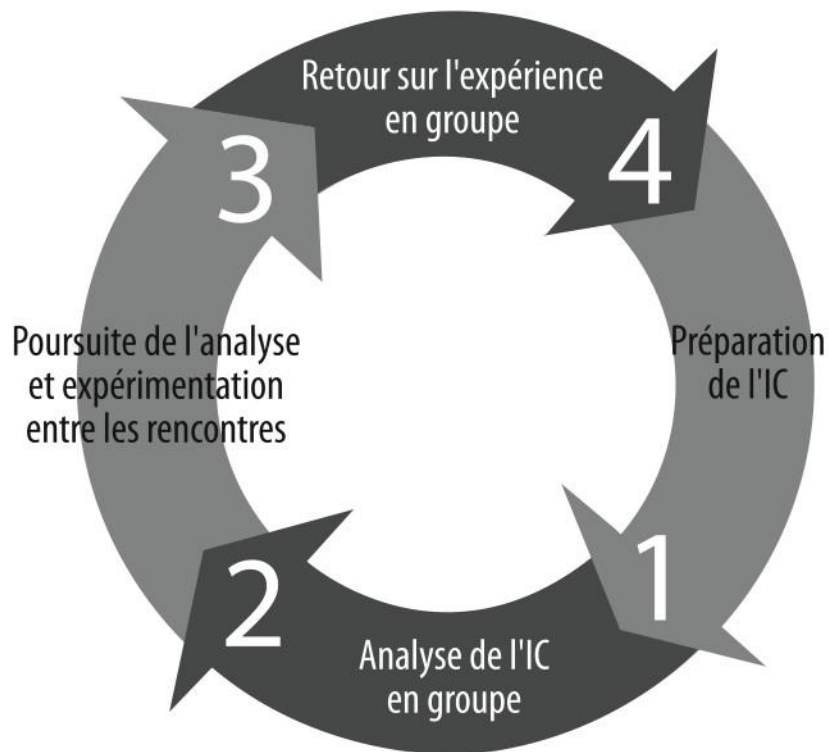 Retour sur l'expérience
en groupe
4
Préparation
de l'IC
1
Analyse de l'IC
en groupe
2
Poursuite de l'analyse
et expérimentation
entre les rencontres
3